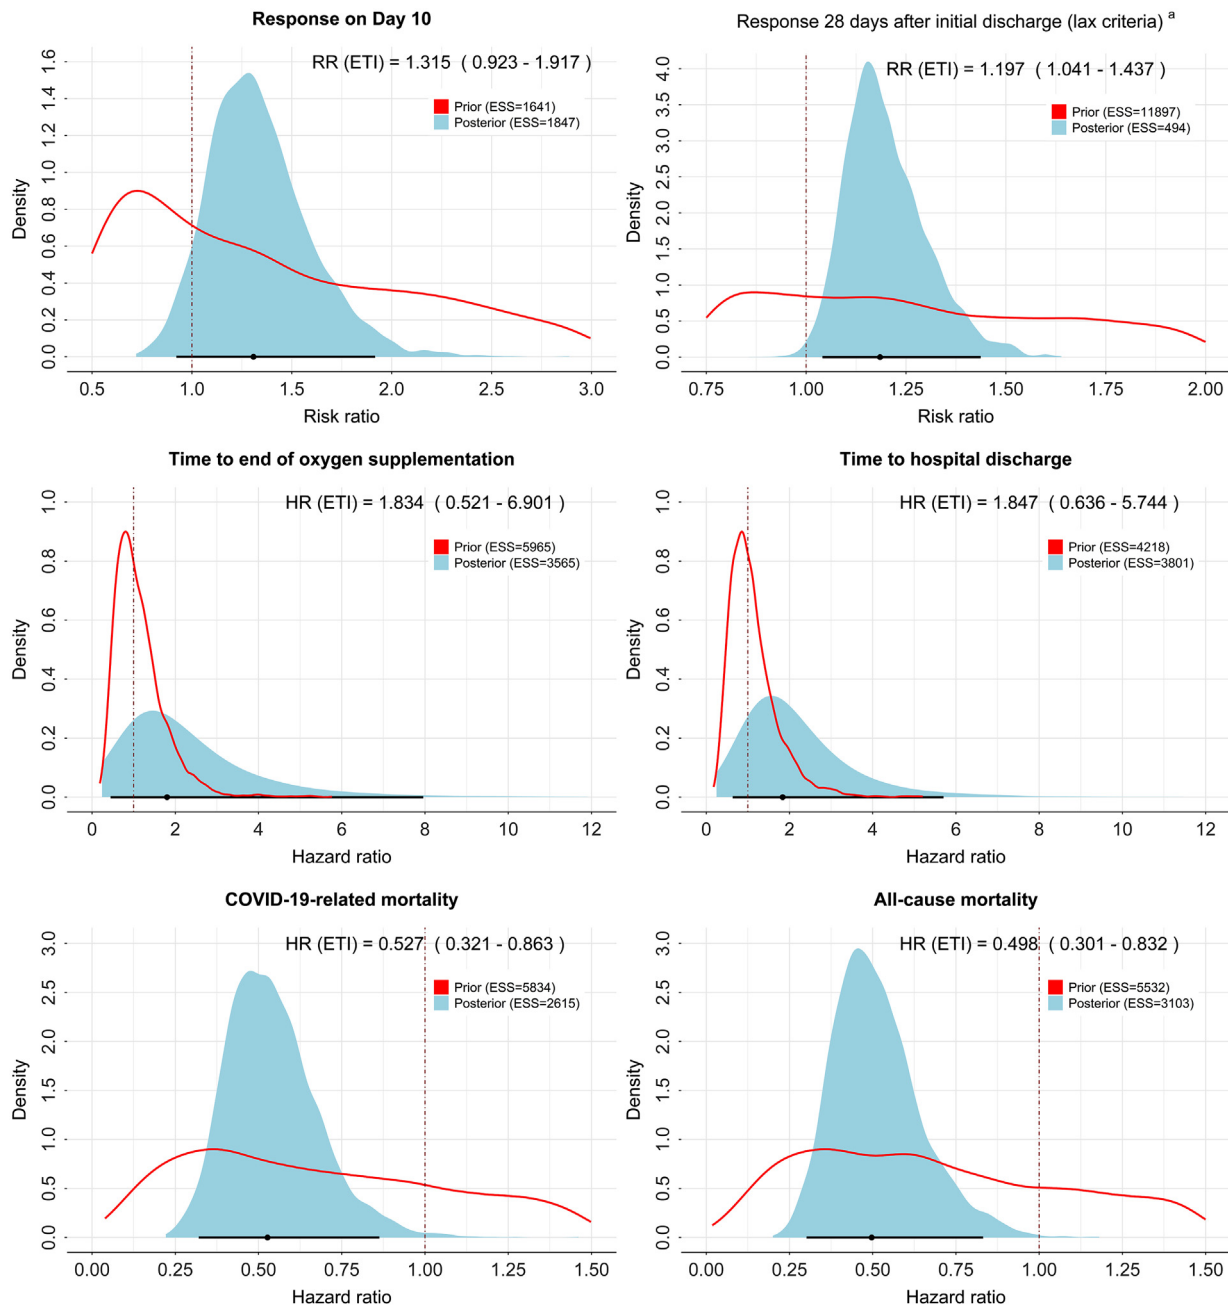 Response on Day 10
RR (ETI) = 1.315 ( 0.923 - 1.917 )
Prior (ESS=1641)
Posterior (ESS=1847)
Density
0.0 0.2 0.4 0.6 0.8 1.0 1.2 1.4 1.6
0.5 1.0 1.5 2.0 2.5 3.0
Risk ratio
Response 28 days after initial discharge (lax criteria) a
RR (ETI) = 1.197 ( 1.041 - 1.437 )
Prior (ESS=11897)
Posterior (ESS=494)
Density
0.0 0.5 1.0 1.5 2.0 2.5 3.0 3.5 4.0
0.75 1.00 1.25 1.50 1.75 2.00
Risk ratio
Time to end of oxygen supplementation
HR (ETI) = 1.834 ( 0.521 - 6.901 )
Prior (ESS=5965)
Posterior (ESS=3565)
Density
0.0 0.2 0.4 0.6 0.8 1.0
0 2 4 6 8 10 12
Hazard ratio
Time to hospital discharge
HR (ETI) = 1.847 ( 0.636 - 5.744 )
Prior (ESS=4218)
Posterior (ESS=3801)
Density
0.0 0.2 0.4 0.6 0.8 1.0
0 2 4 6 8 10 12
Hazard ratio
COVID-19-related mortality
HR (ETI) = 0.527 ( 0.321 - 0.863 )
Prior (ESS=5834)
Posterior (ESS=2615)
Density
0.0 0.5 1.0 1.5 2.0 2.5 3.0
0.00 0.25 0.50 0.75 1.00 1.25 1.50
Hazard ratio
All-cause mortality
HR (ETI) = 0.498 ( 0.301 - 0.832 )
Prior (ESS=5532)
Posterior (ESS=3103)
Density
0.0 0.5 1.0 1.5 2.0 2.5 3.0
0.00 0.25 0.50 0.75 1.00 1.25 1.50
Hazard ratio